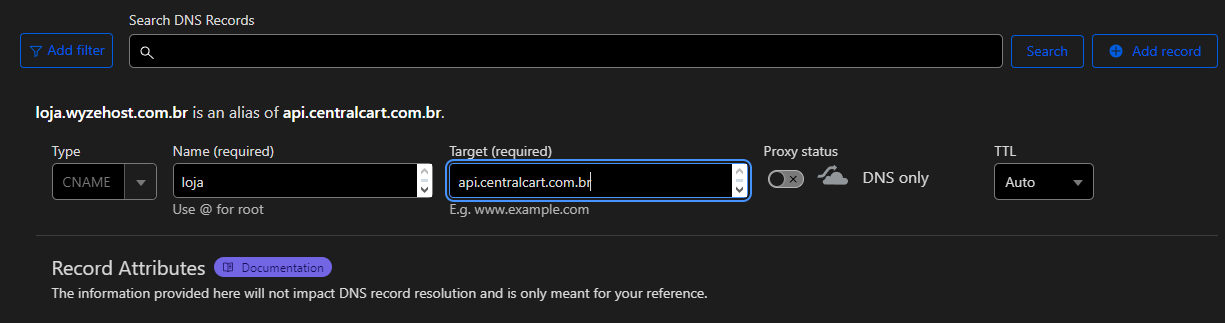 Search DNS Records
Add filter
Search
Add record
loja.wyzehost.com.br is an alias of api.centralcart.com.br.
Type Name (required) Target (required) Proxy status TTL
CNAME loja api.centralcart.com.br DNS only Auto
Use @ for root E.g. www.example.com
Record Attributes Documentation
The information provided here will not impact DNS record resolution and is only meant for your reference.